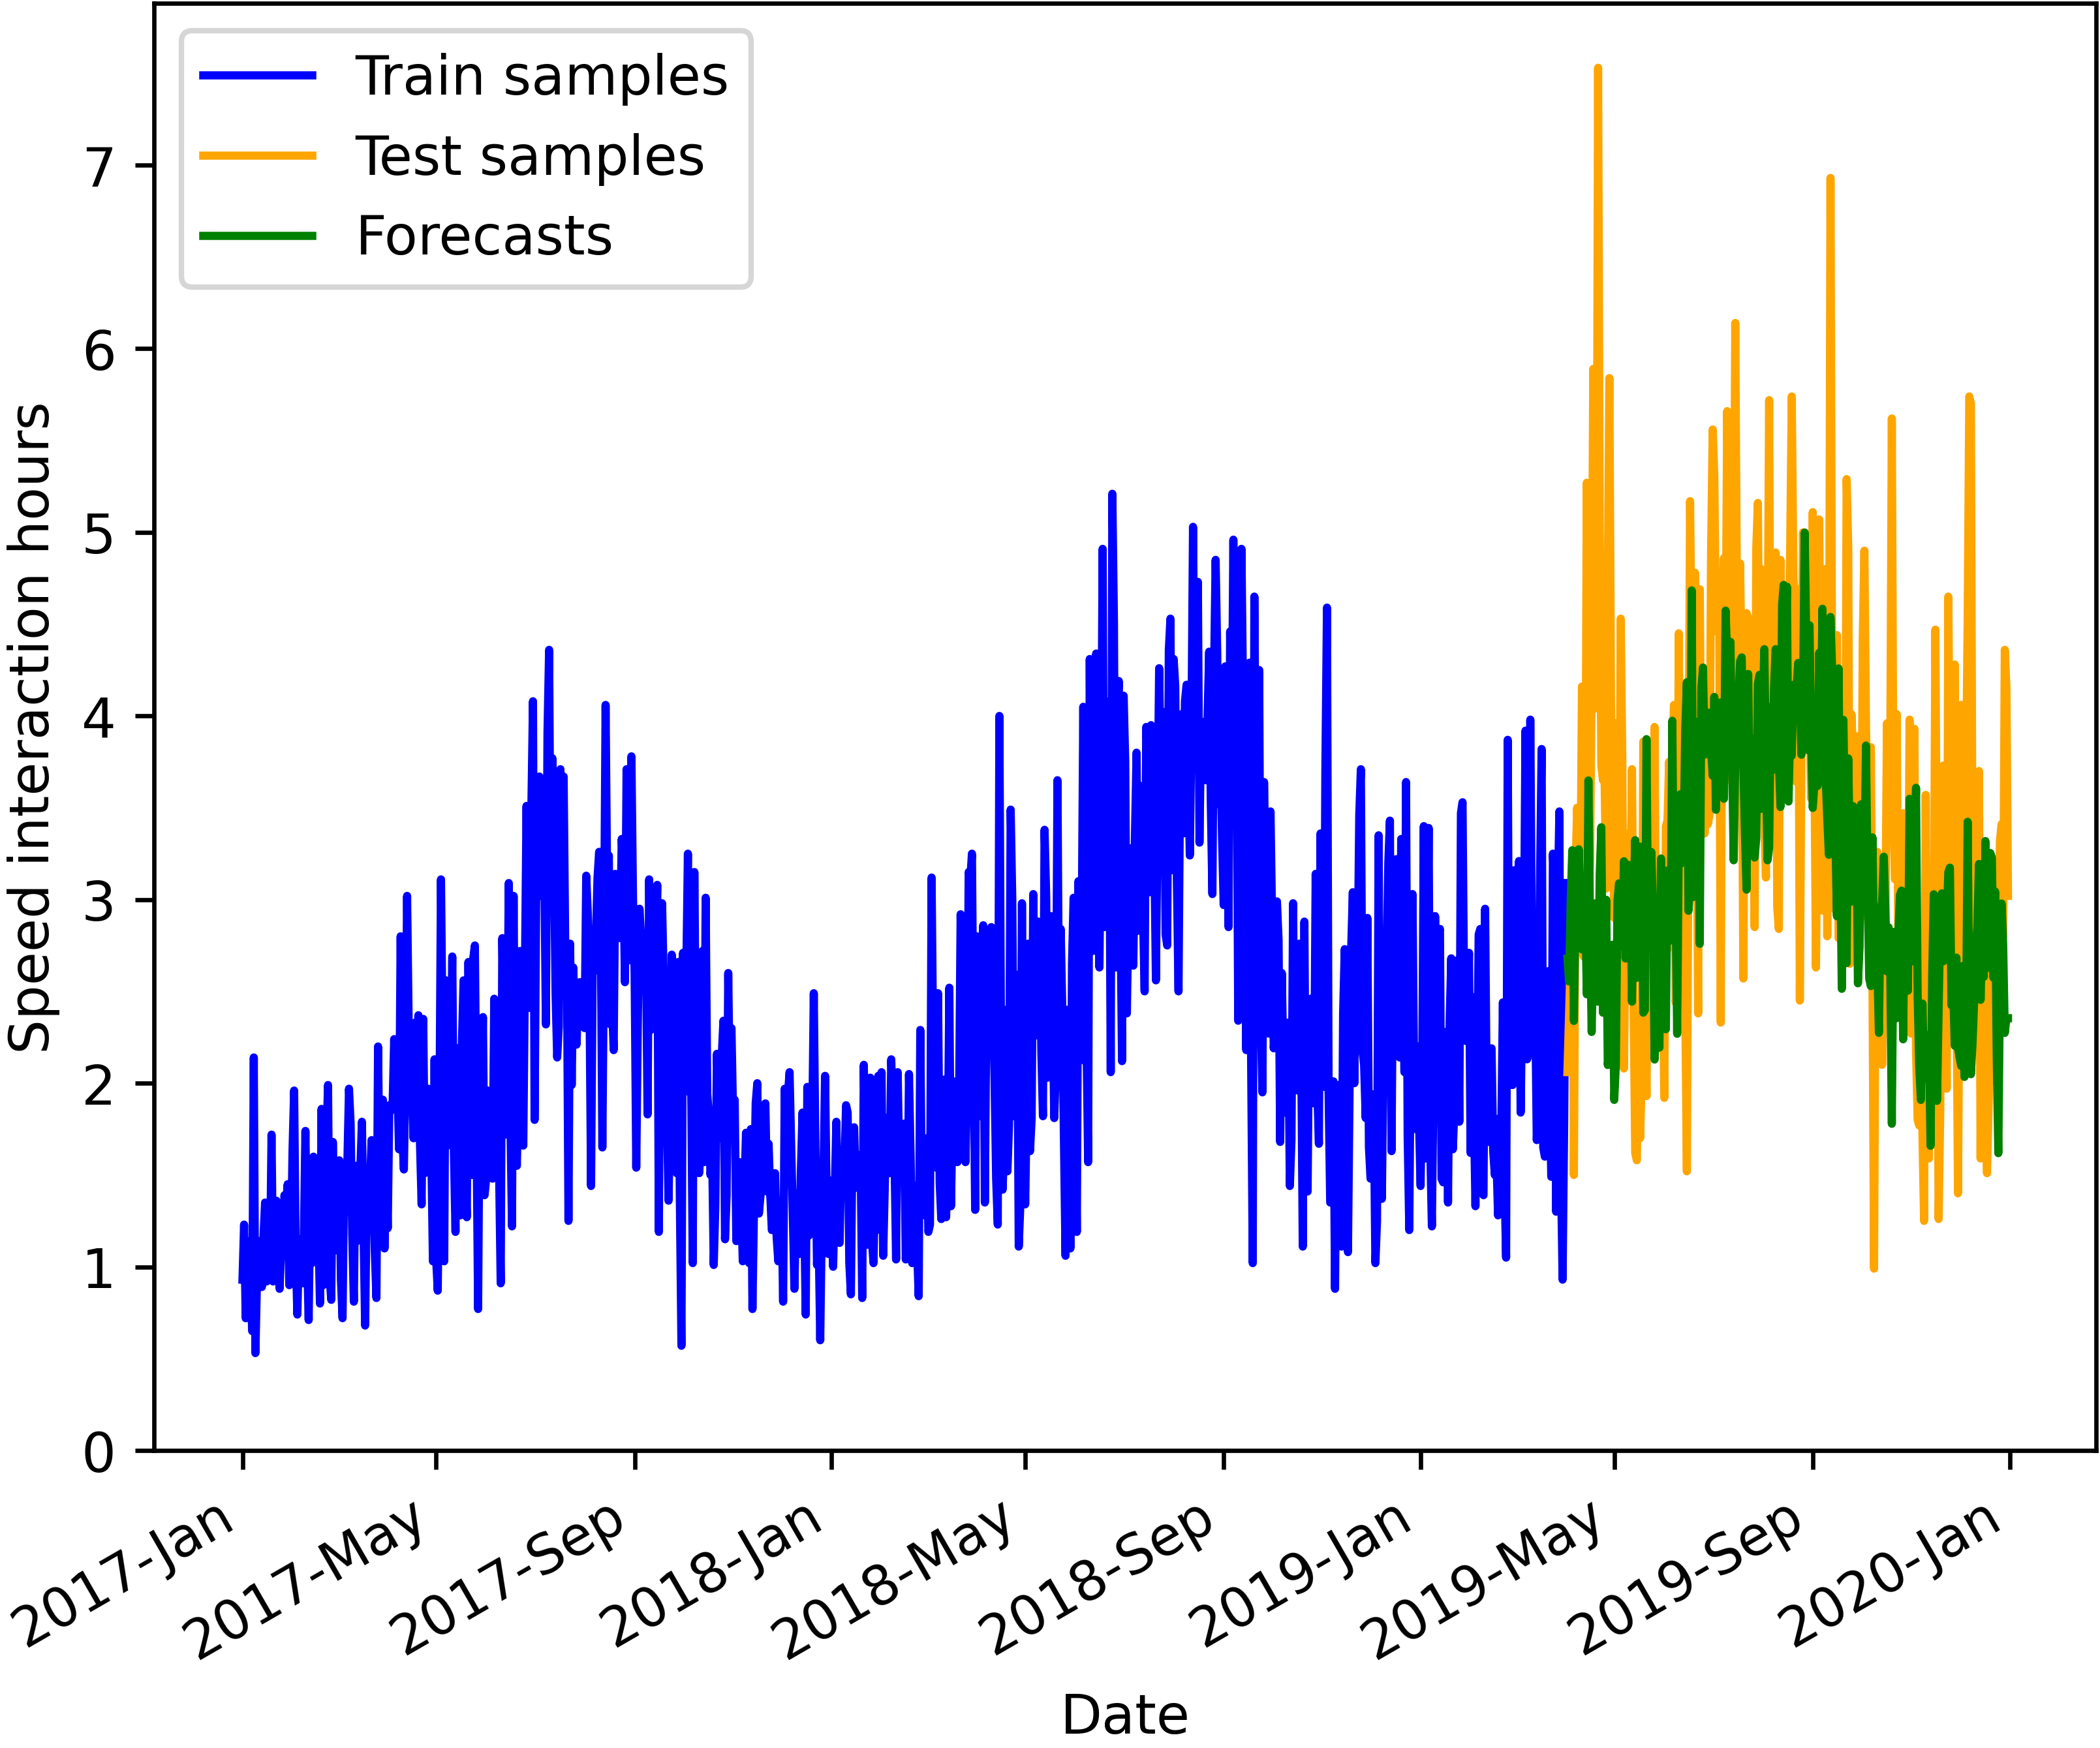 Train samples
Test samples
Forecasts
Speed interaction hours
7
6
5
4
3
2
1
0
2017-Jan
2017-May
2017-Sep
2018-Jan
2018-May
2018-Sep
2019-Jan
2019-May
2019-Sep
2020-Jan
Date